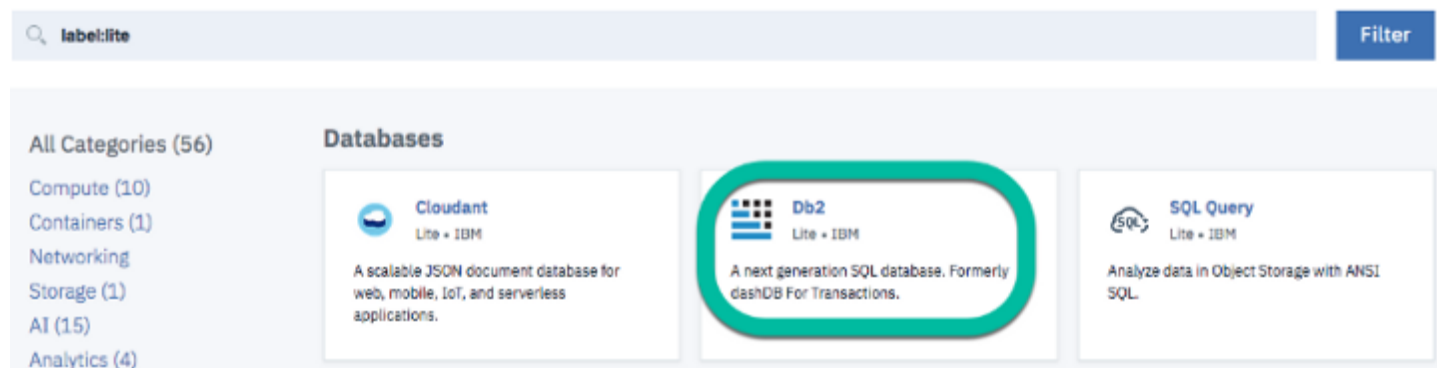 label:lite
Filter
All Categories (56)
Compute (10)
Containers (1)
Networking
Storage (1)
AI (15)
Analytics (4)
Databases
Cloudant
Lite • IBM
A scalable JSON document database for
web, mobile, IoT, and serverless
applications.
Db2
Lite • IBM
A next generation SQL database. Formerly
dashDB For Transactions.
SQL
SQL Query
Lite • IBM
Analyze data in Object Storage with ANSI
SQL.